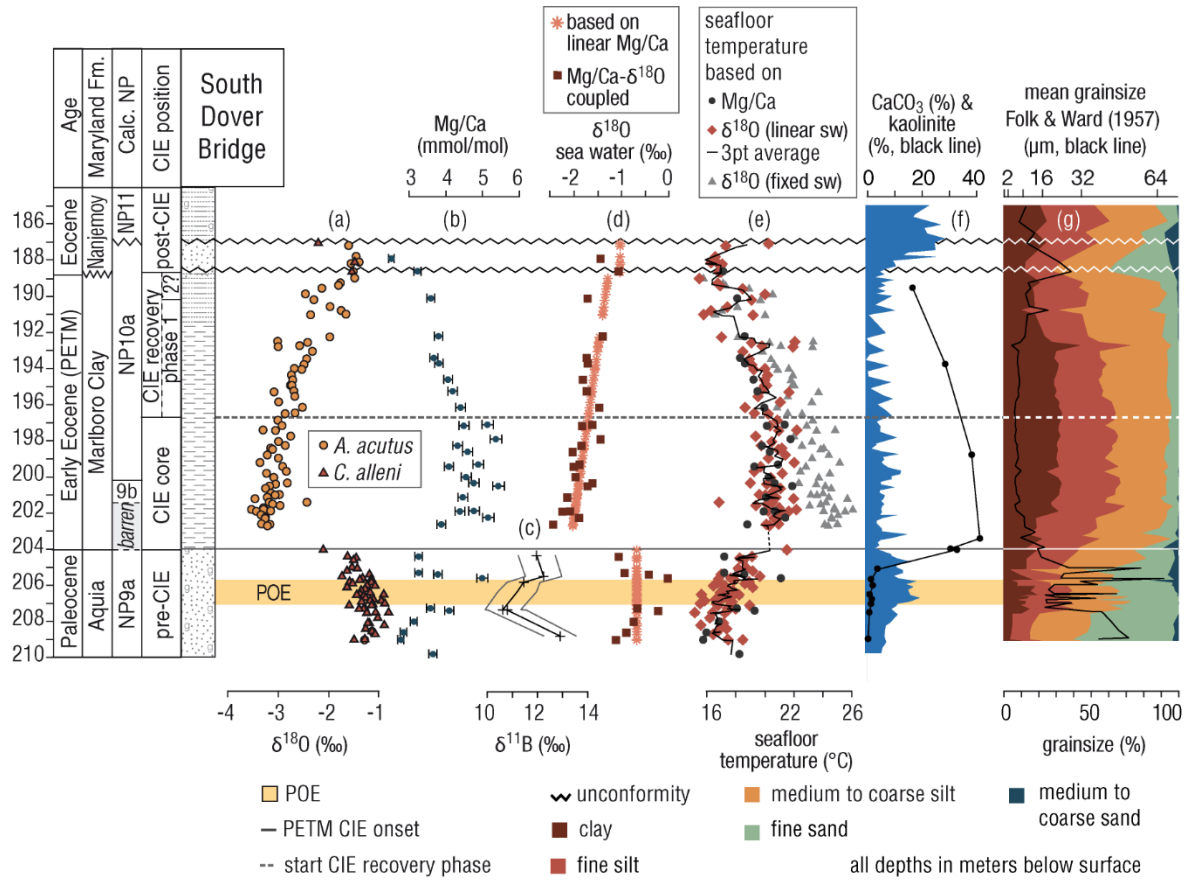 Age
Maryland Fm.
Calc. NP
CIE position
South
Dover
Bridge
based on
linear Mg/Ca
Mg/Ca-δ¹⁸O
coupled
seafloor
temperature
based on
Mg/Ca
δ¹⁸O (linear sw)
3pt average
δ¹⁸O (fixed sw)
Mg/Ca
(mmol/mol)
3 4 5 6
δ¹⁸O
sea water (‰)
-2 -1 0
CaCO₃ (%) &
kaolinite
(%, black line)
0 20 40
mean grainsize
Folk & Ward (1957)
(µm, black line)
2 8 16 32 64
186
188
190
192
194
196
198
200
202
204
206
208
210
Eocene
Early Eocene (PETM)
Paleocene
Nanjemoy
Marlboro Clay
Aquia
NP11
NP10a
9b
barren
NP9a
post-CIE
2?
CIE recovery
phase 1
CIE core
pre-CIE
g
g
g
g
g
g
(a) (b) (c) (d) (e) (f) (g)
A. acutus
C. alleni
POE
-4 -3 -2 -1
δ¹⁸O (‰)
10 12 14
δ¹¹B (‰)
16 18 22 26
seafloor
temperature (°C)
0 50 100
grainsize (%)
POE
PETM CIE onset
start CIE recovery phase
unconformity
clay
fine silt
medium to coarse silt
fine sand
medium to
coarse sand
all depths in meters below surface